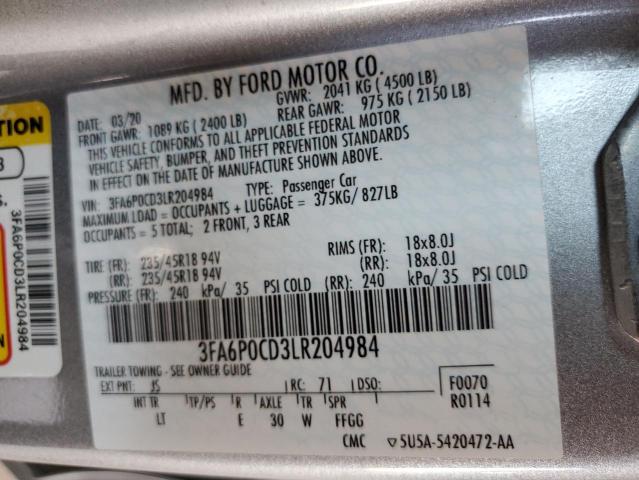 MFD. BY FORD MOTOR CO.
DATE: 03/20 GVWR: 2041 KG ( 4500 LB)
FRONT GAWR: 1089 KG ( 2400 LB) REAR GAWR: 975 KG ( 2150 LB)
THIS VEHICLE CONFORMS TO ALL APPLICABLE FEDERAL MOTOR
VEHICLE SAFETY, BUMPER, AND THEFT PREVENTION STANDARDS
IN EFFECT ON THE DATE OF MANUFACTURE SHOWN ABOVE.
VIN: 3FA6P0CD3LR204984 TYPE: Passenger Car
MAXIMUM LOAD = OCCUPANTS + LUGGAGE = 375KG/ 827LB
OCCUPANTS = 5 TOTAL; 2 FRONT, 3 REAR
TIRE (FR): 235/45R18 94V RIMS (FR): 18x8.0J
(RR): 235/45R18 94V (RR): 18x8.0J
PRESSURE (FR): 240 kPa/ 35 PSI COLD (RR): 240 kPa/ 35 PSI COLD
3FA6P0CD3LR204984
TRAILER TOWING - SEE OWNER GUIDE
EXT PNT: JS RC: 71 DSO: F0070
R0114
INT TR TP/PS R AXLE TR SPR
LT E 30 W FFGG
CMC 5U5A-5420472-AA
TION
3FA6P0CD3LR204984